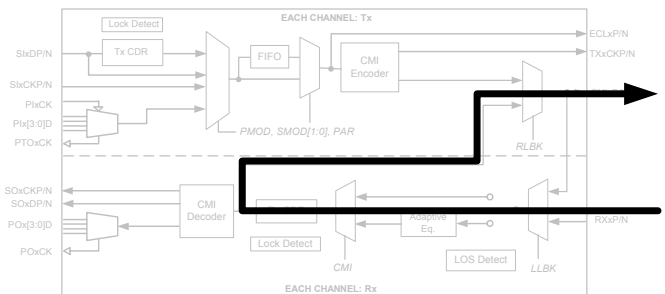 EACH CHANNEL: Tx
Lock Detect
ECLxP/N
SIxDP/N
Tx CDR
FIFO
CMI
Encoder
TXxCKP/N
SIxCKP/N
PIxCK
PIx[3:0]D
PTOxCK
PMOD, SMOD[1:0], PAR
RLBK
SOxCKP/N
SOxDP/N
CMI
Decoder
POx[3:0]D
Adaptive
Eq.
RXxP/N
Lock Detect
LOS Detect
POxCK
CMI
LLBK
EACH CHANNEL: Rx